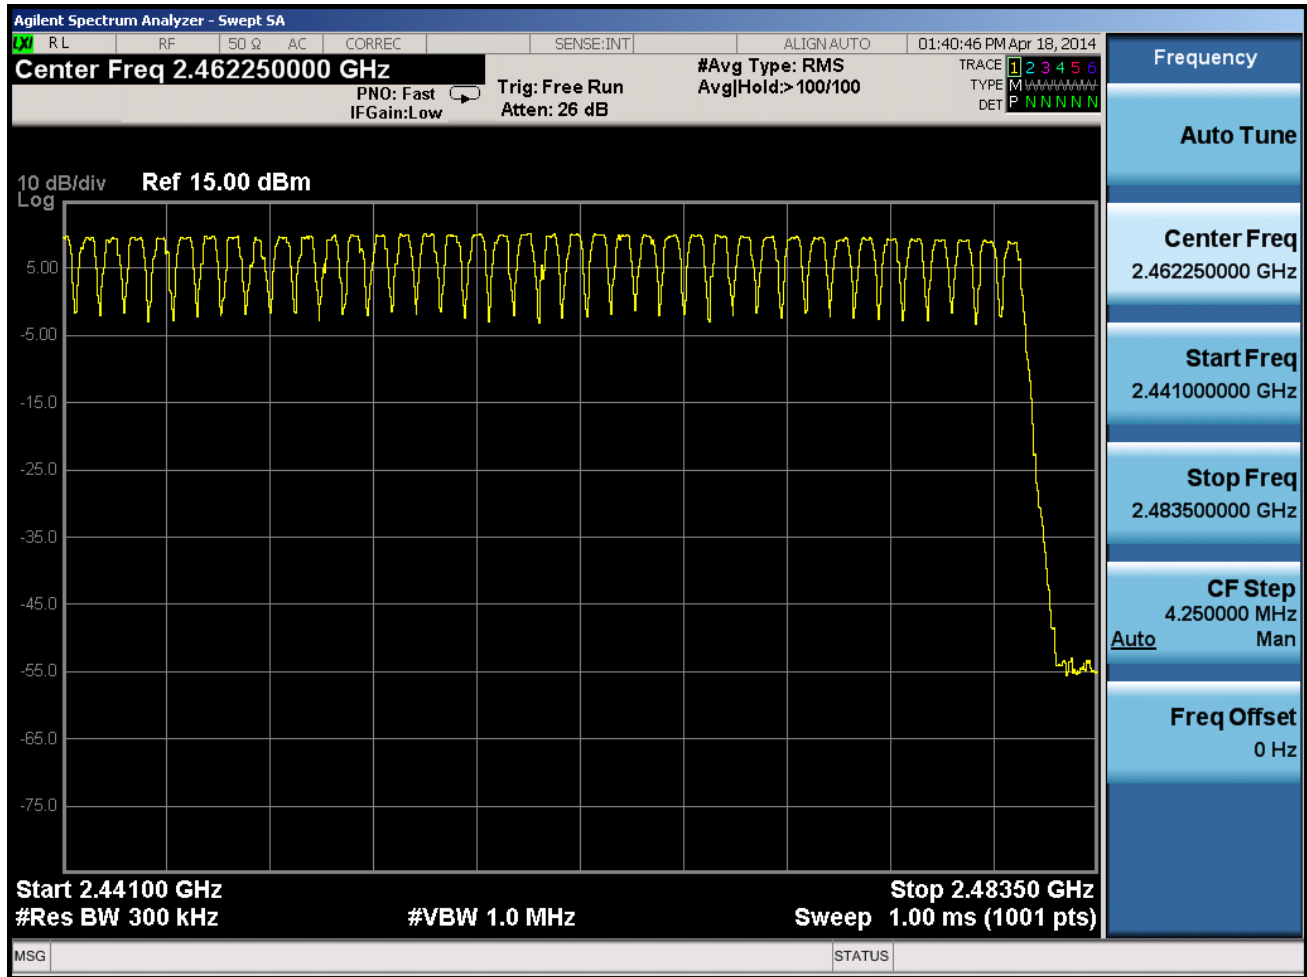 Agilent Spectrum Analyzer - Swept SA
LXI RL RF 50 Ω AC CORREC SENSE:INT ALIGN AUTO 01:40:46 PM Apr 18, 2014
Center Freq 2.462250000 GHz
PNO: Fast
IFGain:Low
Trig: Free Run
Atten: 26 dB
#Avg Type: RMS
Avg|Hold:>100/100
TRACE 1 2 3 4 5 6
TYPE M WWWWW
DET P N N N N N
10 dB/div Ref 15.00 dBm
Log
5.00
-5.00
-15.0
-25.0
-35.0
-45.0
-55.0
-65.0
-75.0
Start 2.44100 GHz Stop 2.48350 GHz
#Res BW 300 kHz #VBW 1.0 MHz Sweep 1.00 ms (1001 pts)
MSG STATUS
Frequency
Auto Tune
Center Freq
2.462250000 GHz
Start Freq
2.441000000 GHz
Stop Freq
2.483500000 GHz
CF Step
4.250000 MHz
Auto Man
Freq Offset
0 Hz